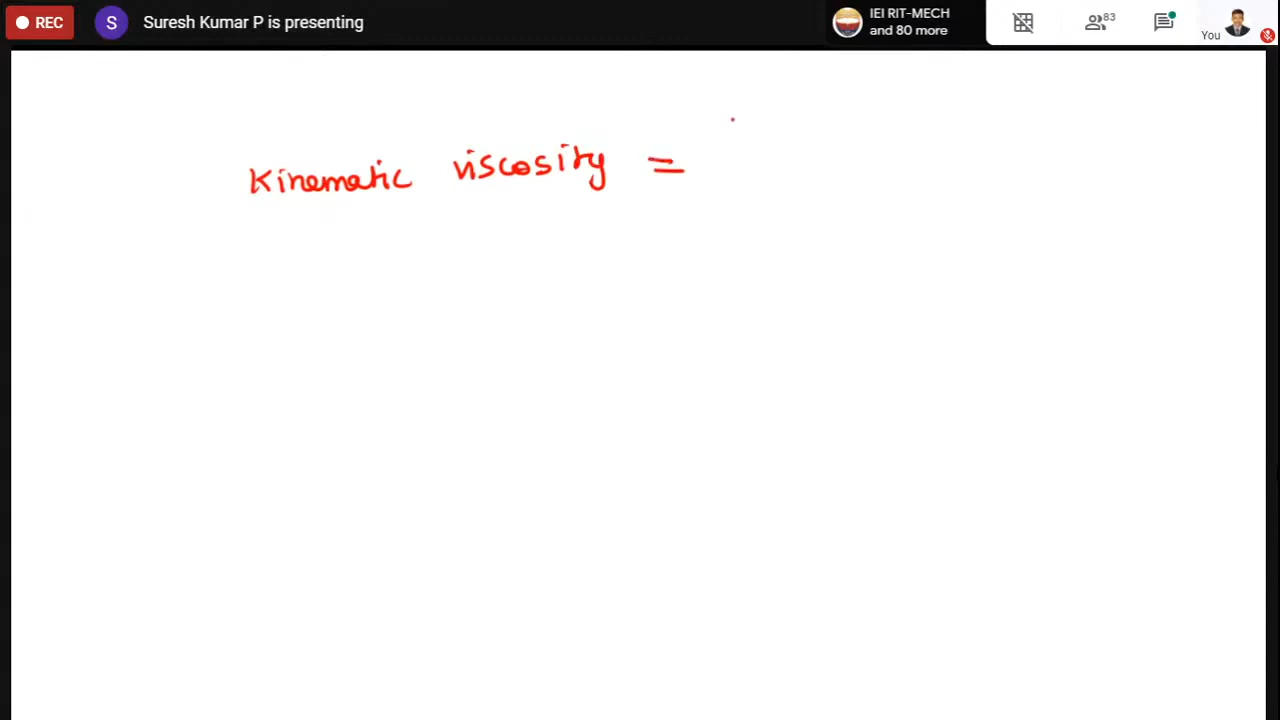 REC S Suresh Kumar P is presenting
IEI RIT-MECH
and 80 more
83
You
Kinematic viscosity =